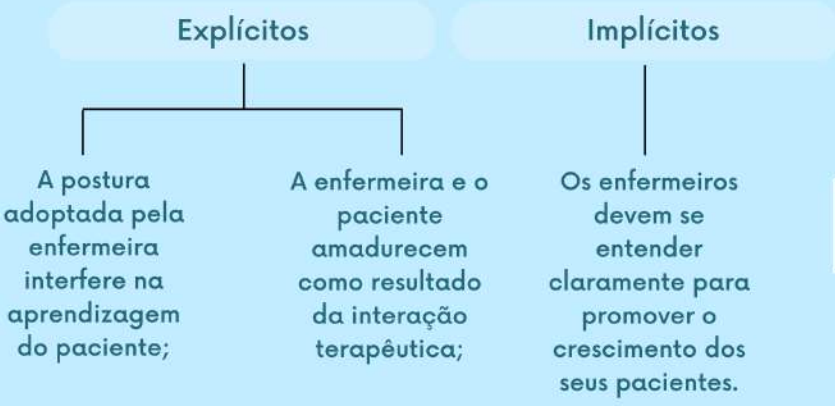 Explícitos
Implícitos
A postura
adoptada pela
enfermeira
interfere na
aprendizagem
do paciente;
A enfermeira e o
paciente
amadurecem
como resultado
da interação
terapêutica;
Os enfermeiros
devem se
entender
claramente para
promover o
crescimento dos
seus pacientes.